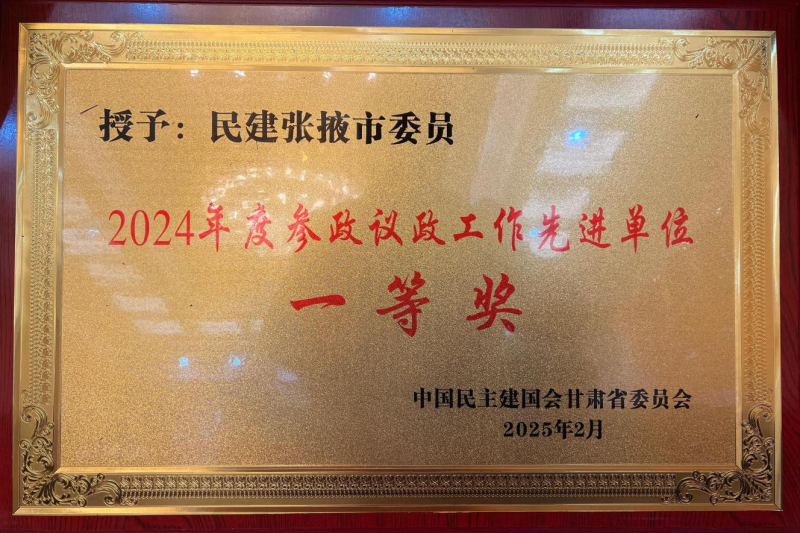 授予：民建张掖市委员
2024年度参政议政工作先进单位
一等奖
中国民主建国会甘肃省委员会
2025年2月